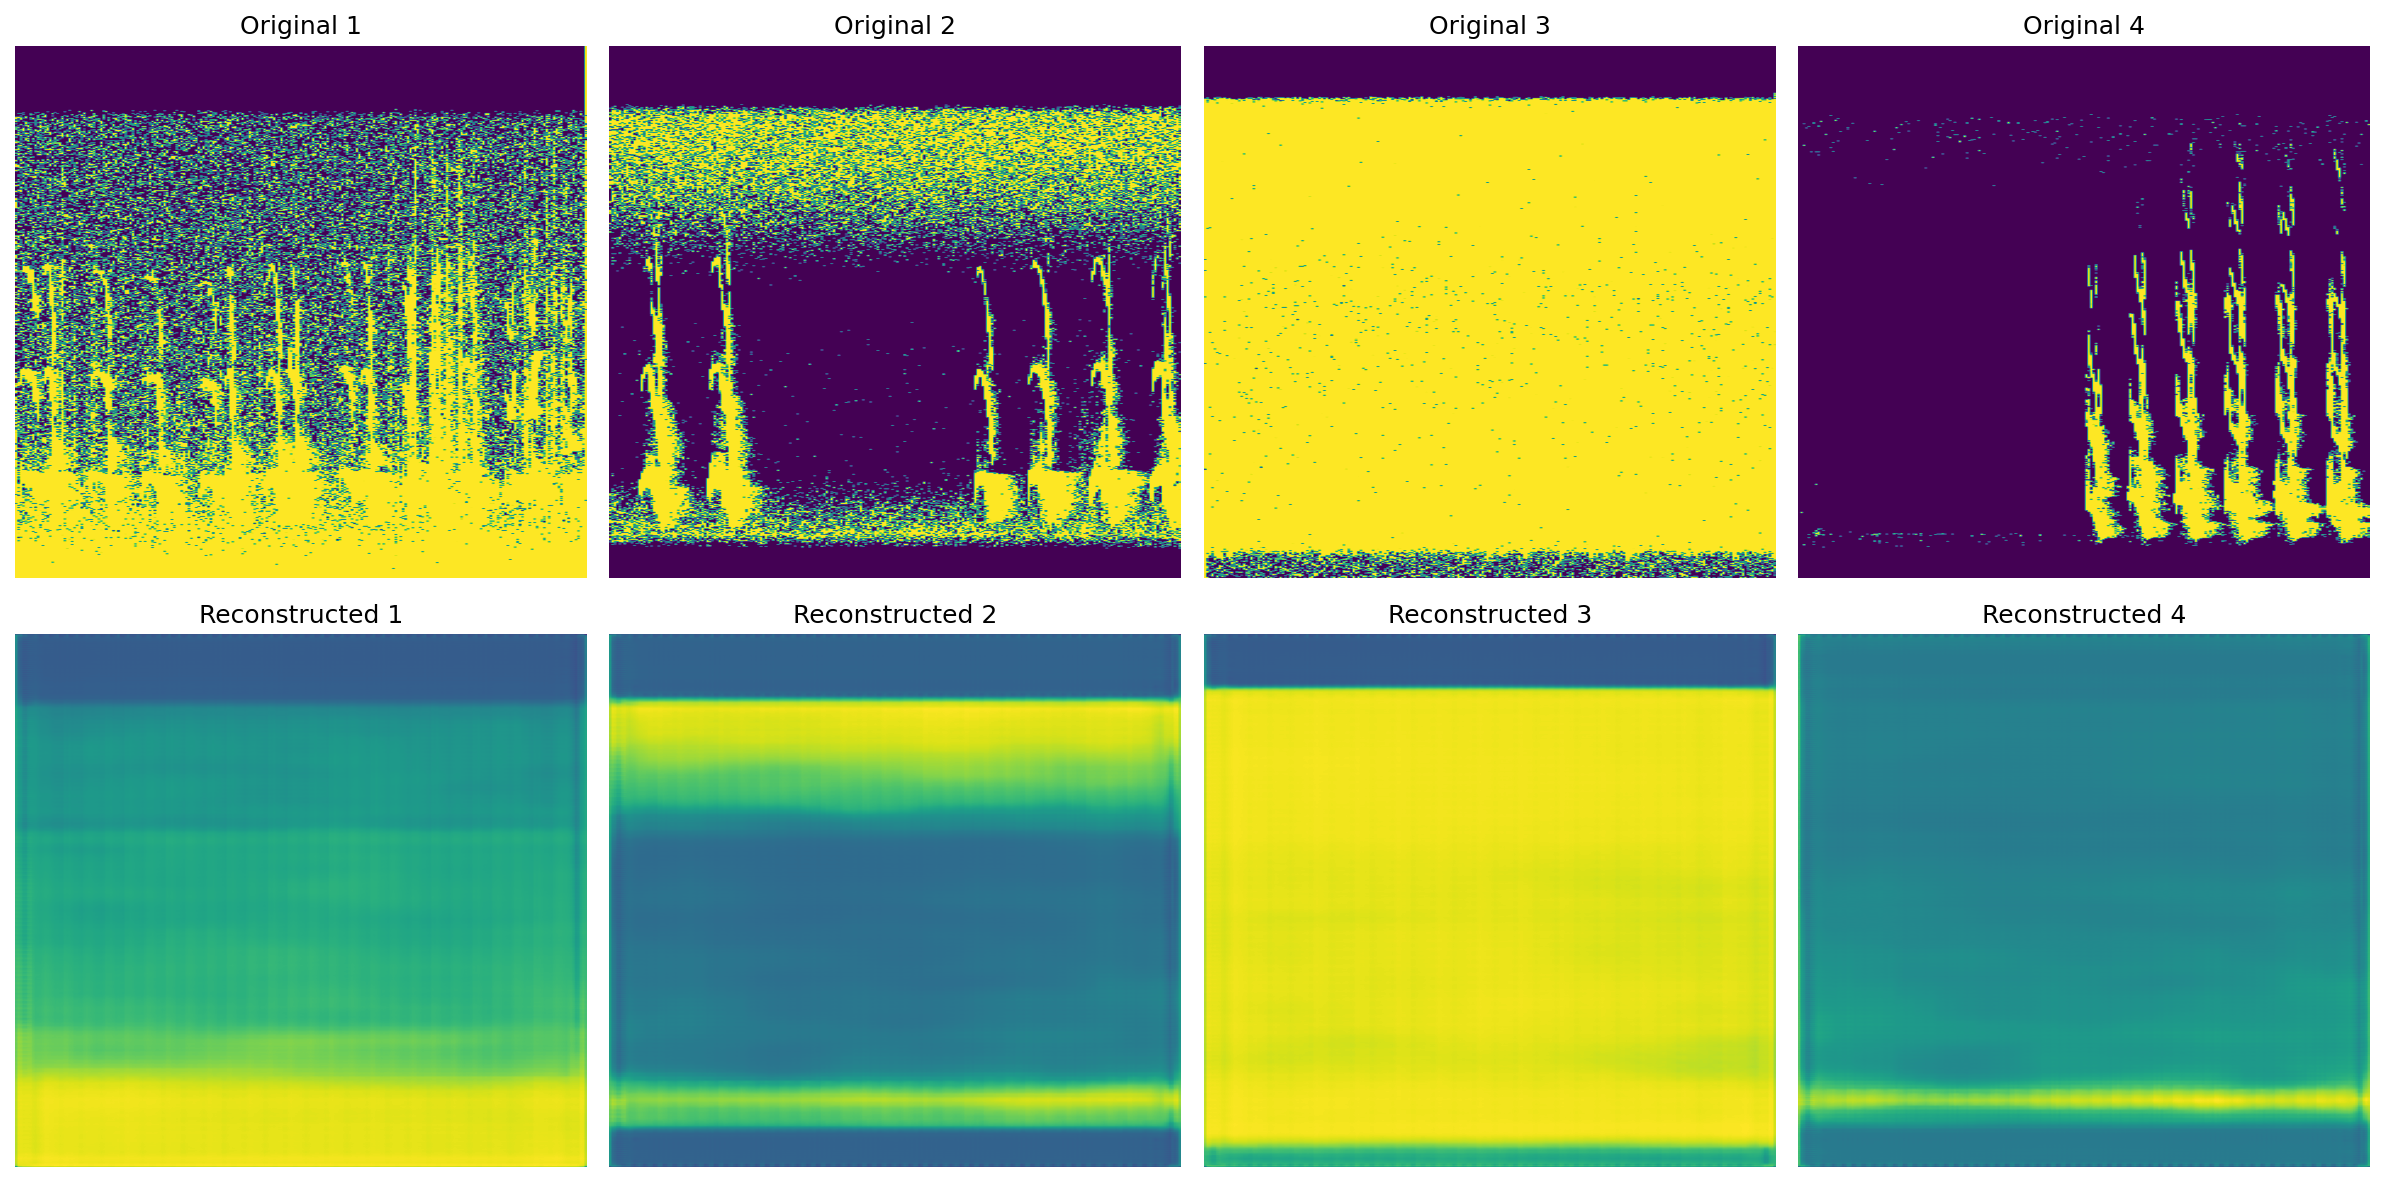 Original 1
Original 2
Original 3
Original 4
Reconstructed 1
Reconstructed 2
Reconstructed 3
Reconstructed 4